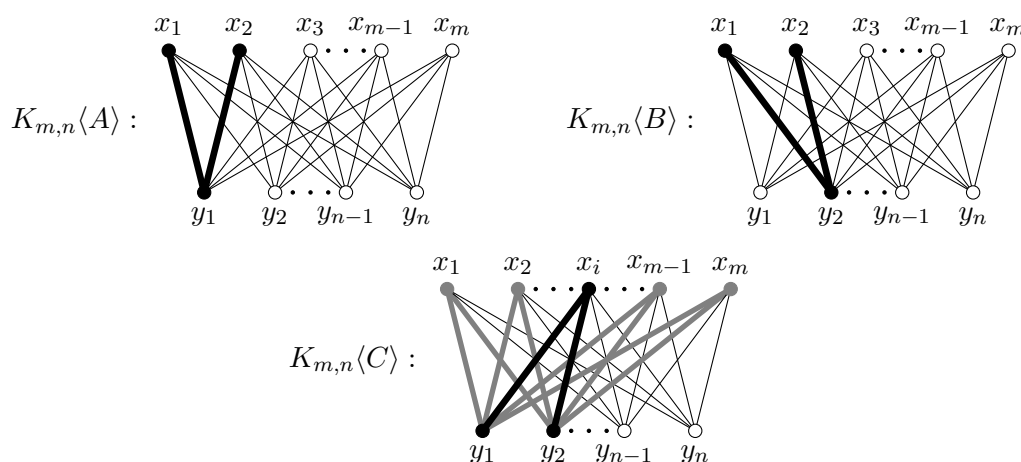 x₁ x₂ x₃ xₘ₋₁ xₘ
Kₘ,ₙ⟨A⟩ :
y₁ y₂ yₙ₋₁ yₙ
x₁ x₂ x₃ xₘ₋₁ xₘ
Kₘ,ₙ⟨B⟩ :
y₁ y₂ yₙ₋₁ yₙ
x₁ x₂ xᵢ xₘ₋₁ xₘ
Kₘ,ₙ⟨C⟩ :
y₁ y₂ yₙ₋₁ yₙ